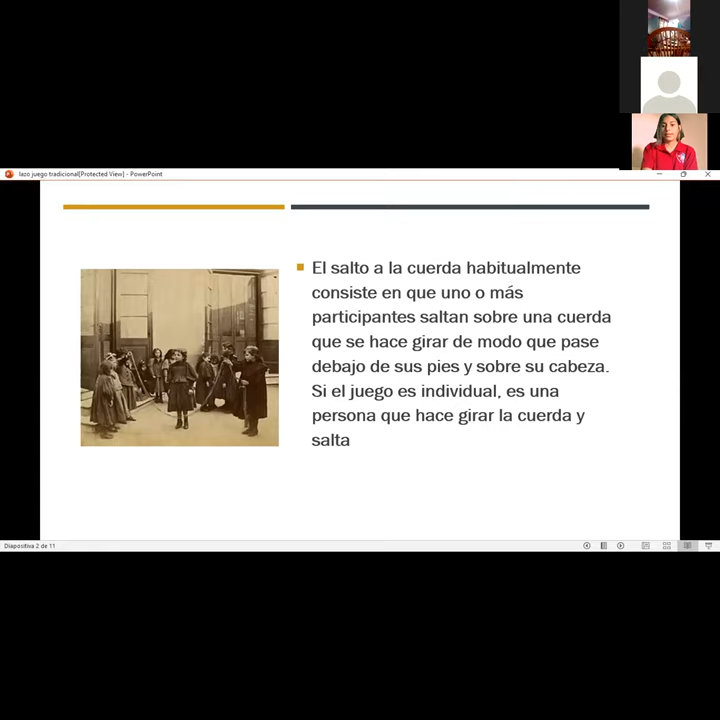 lazo juego tradicional[Protected View] - PowerPoint
El salto a la cuerda habitualmente
consiste en que uno o más
participantes saltan sobre una cuerda
que se hace girar de modo que pase
debajo de sus pies y sobre su cabeza.
Si el juego es individual, es una
persona que hace girar la cuerda y
salta
Diapositiva 2 de 11